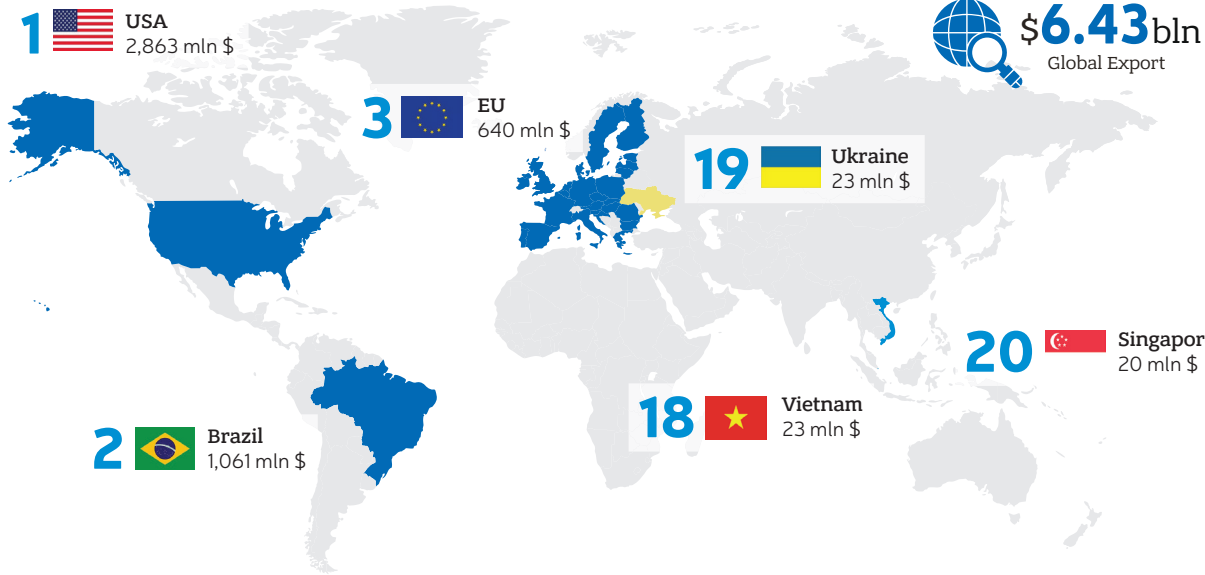 1
USA
2,863 mln $
$6.43bln
Global Export
3
EU
640 mln $
19
Ukraine
23 mln $
20
Singapor
20 mln $
18
Vietnam
23 mln $
2
Brazil
1,061 mln $